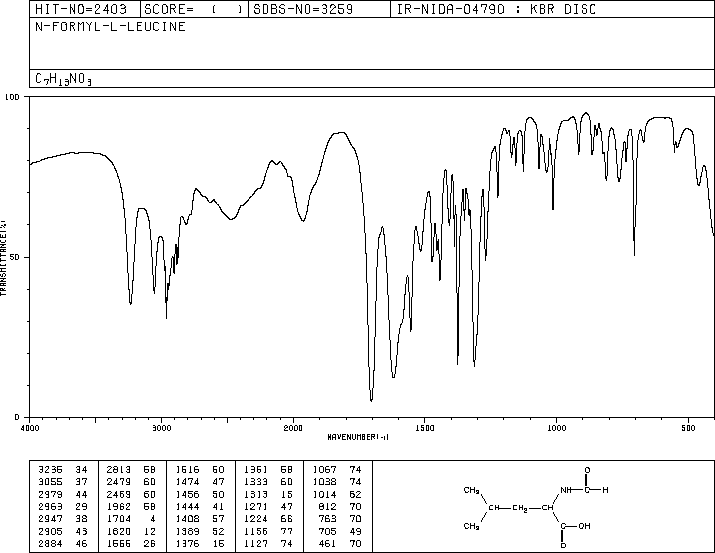 HIT-NO=2403 SCORE= ( ) SDBS-NO=3259 IR-NIDA-04790 : KBR DISC
N-FORMYL-L-LEUCINE
C7H13NO3
100
50
0
TRANSMITTANCE(%)
4000 3000 2000 1500 1000 500
WAVENUMBER(-1)
3236 34 2813 58 1616 50 1361 58 1067 74
3055 37 2479 60 1474 47 1333 60 1038 74
2979 44 2469 60 1456 50 1313 15 1014 62
2963 29 1962 58 1444 41 1271 47 812 70
2947 38 1704 4 1408 57 1224 66 763 70
2905 43 1620 12 1389 52 1156 77 705 49
2884 46 1556 26 1376 16 1127 74 461 70
O
CH3 NH—C—H
CH—CH2—CH
CH3 C—OH
O